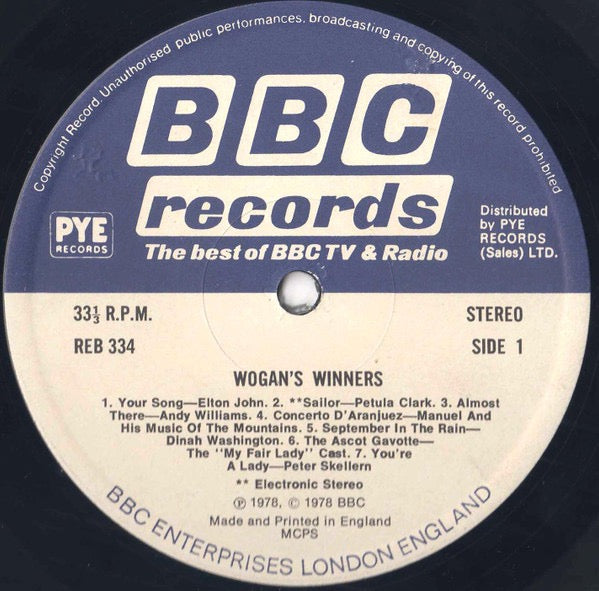 Copyright Record. Unauthorised public performances, broadcasting and copying of this record prohibited
BBC
records
The best of BBC TV & Radio
PYE
RECORDS
Distributed
by PYE
RECORDS
(Sales) LTD.
33⅓ R.P.M.
REB 334
STEREO
SIDE 1
WOGAN'S WINNERS
1. Your Song—Elton John. 2. **Sailor—Petula Clark. 3. Almost
There—Andy Williams. 4. Concerto D'Aranjuez—Manuel And
His Music Of The Mountains. 5. September In The Rain—
Dinah Washington. 6. The Ascot Gavotte—
The "My Fair Lady" Cast. 7. You're
A Lady—Peter Skellern
** Electronic Stereo
℗ 1978, © 1978 BBC
Made and Printed in England
MCPS
BBC ENTERPRISES LONDON ENGLAND